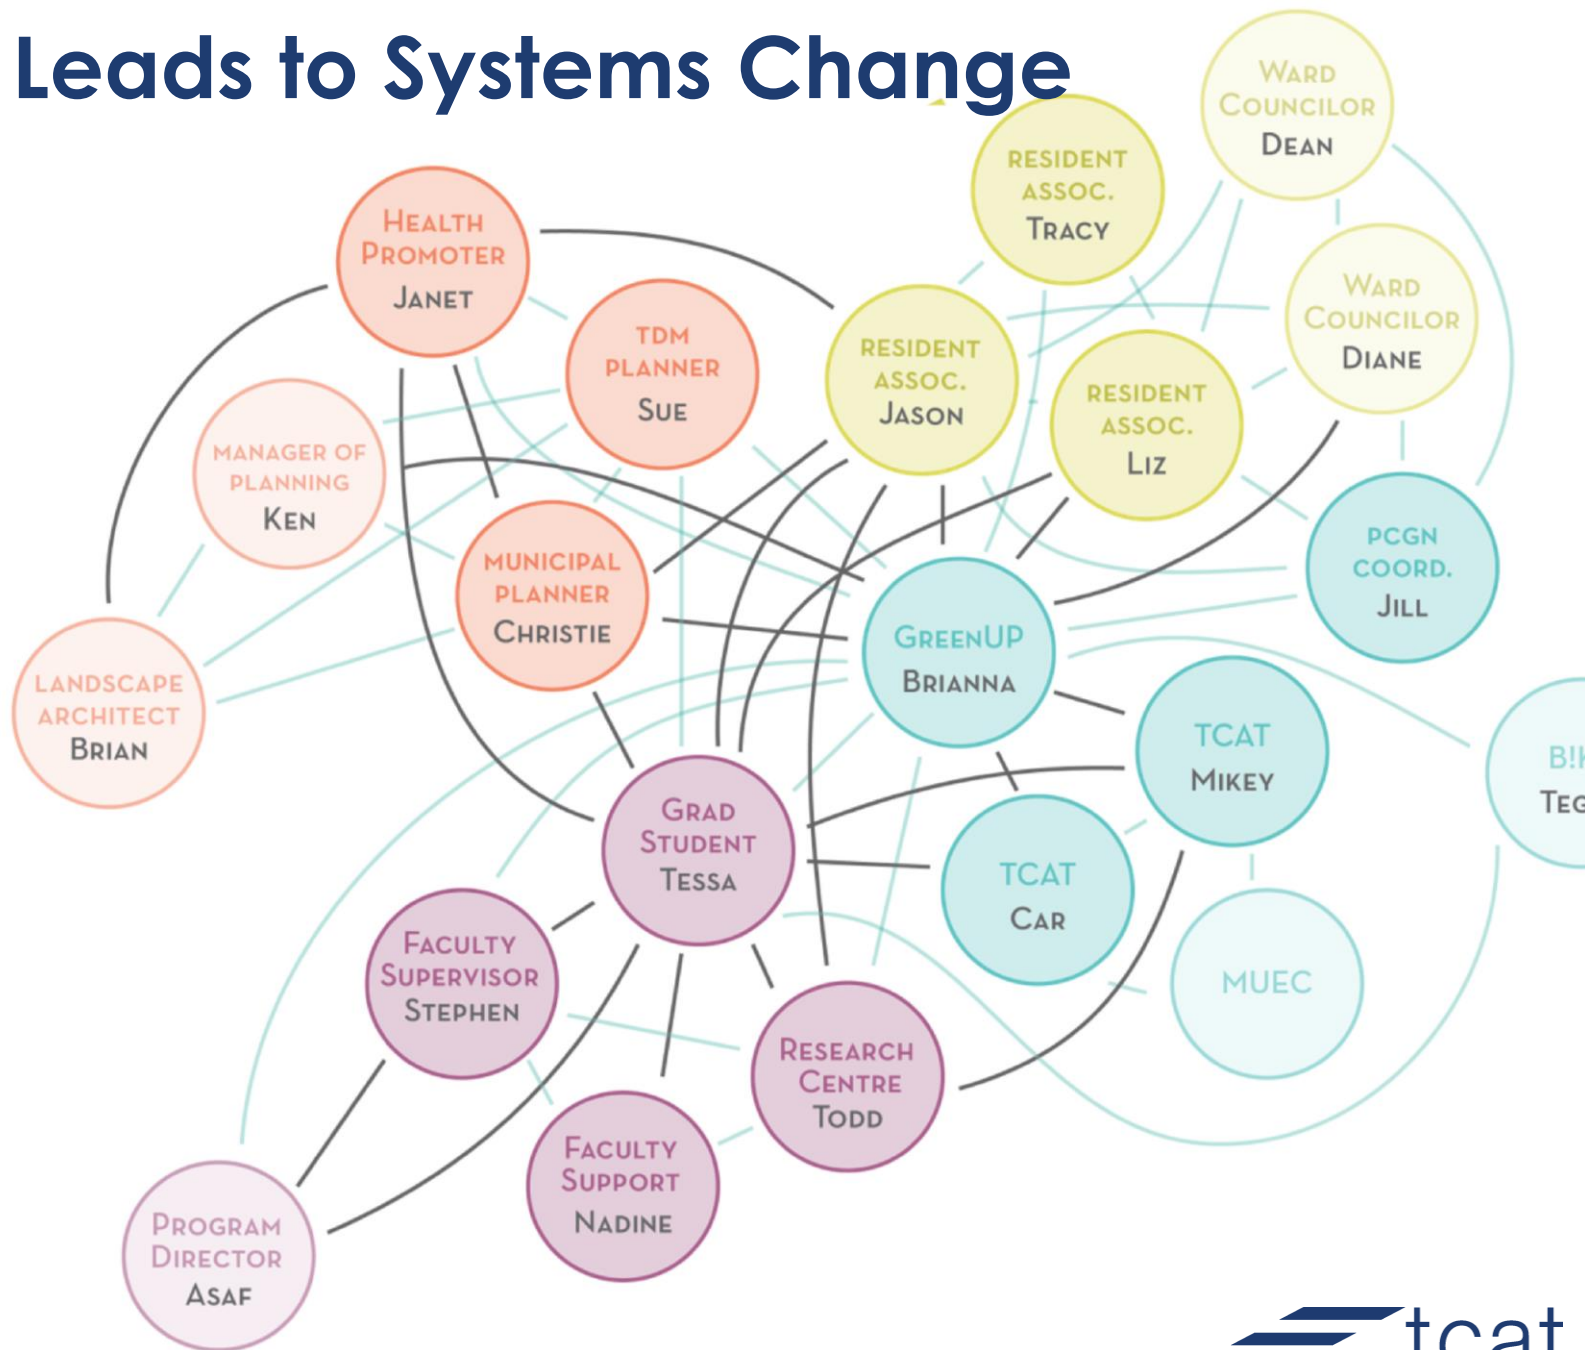 Leads to Systems Change
WARD
COUNCILOR
DEAN
RESIDENT
ASSOC.
TRACY
HEALTH
PROMOTER
JANET
WARD
COUNCILOR
DIANE
TDM
PLANNER
SUE
RESIDENT
ASSOC.
JASON
RESIDENT
ASSOC.
LIZ
MANAGER OF
PLANNING
KEN
PCGN
COORD.
JILL
MUNICIPAL
PLANNER
CHRISTIE
GREENUP
BRIANNA
LANDSCAPE
ARCHITECT
BRIAN
TCAT
MIKEY
GRAD
STUDENT
TESSA
TCAT
CAR
FACULTY
SUPERVISOR
STEPHEN
MUEC
RESEARCH
CENTRE
TODD
FACULTY
SUPPORT
NADINE
PROGRAM
DIRECTOR
ASAF
tcat